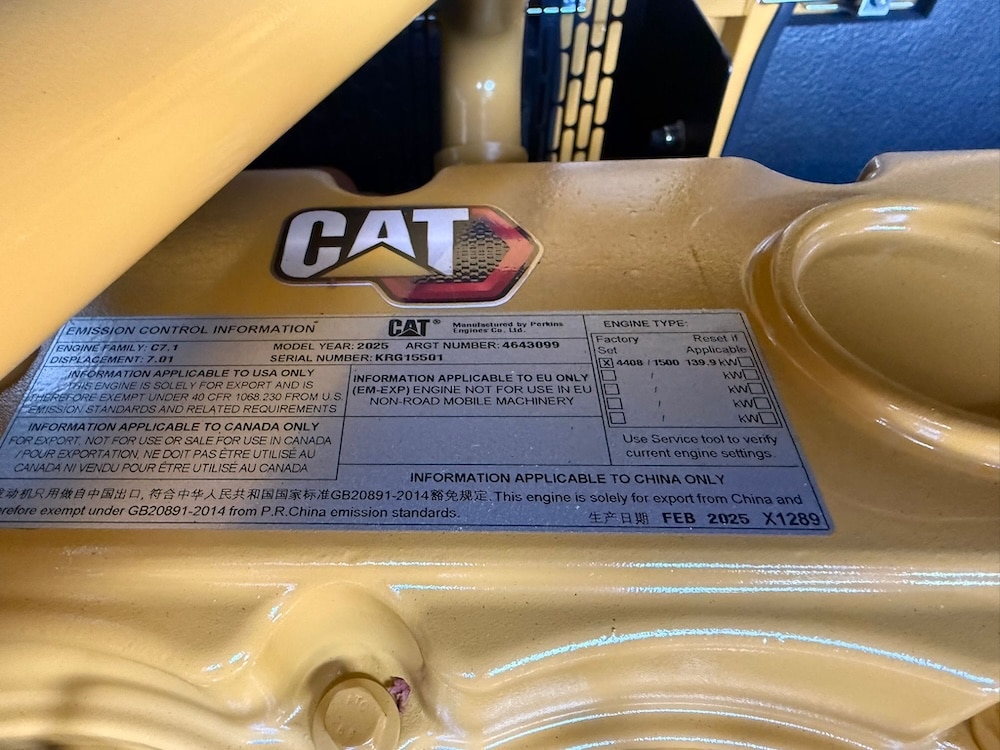 CAT
EMISSION CONTROL INFORMATION
CAT® Manufactured by Perkins
Engines Co. Ltd.
ENGINE FAMILY: C7.1
MODEL YEAR: 2025 ARGT NUMBER: 4643099
DISPLACEMENT: 7.01
SERIAL NUMBER: KRG15501
ENGINE TYPE:
Factory Reset if
Set Applicable
X 4408 / 1500 139.9 kW
/ kW
/ kW
/ kW
Use Service tool to verify
current engine settings.
INFORMATION APPLICABLE TO USA ONLY
THIS ENGINE IS SOLELY FOR EXPORT AND IS
THEREFORE EXEMPT UNDER 40 CFR 1068.230 FROM U.S.
EMISSION STANDARDS AND RELATED REQUIREMENTS
INFORMATION APPLICABLE TO EU ONLY
(EM-EXP) ENGINE NOT FOR USE IN EU
NON-ROAD MOBILE MACHINERY
INFORMATION APPLICABLE TO CANADA ONLY
FOR EXPORT, NOT FOR USE OR SALE FOR USE IN CANADA
/ POUR EXPORTATION, NE DOIT PAS ÊTRE UTILISÉ AU
CANADA NI VENDU POUR ÊTRE UTILISÉ AU CANADA
INFORMATION APPLICABLE TO CHINA ONLY
动机只用做自中国出口, 符合中华人民共和国国家标准GB20891-2014豁免规定. This engine is solely for export from China and
erefore exempt under GB20891-2014 from P.R.China emission standards.
生产日期 FEB 2025 X1289